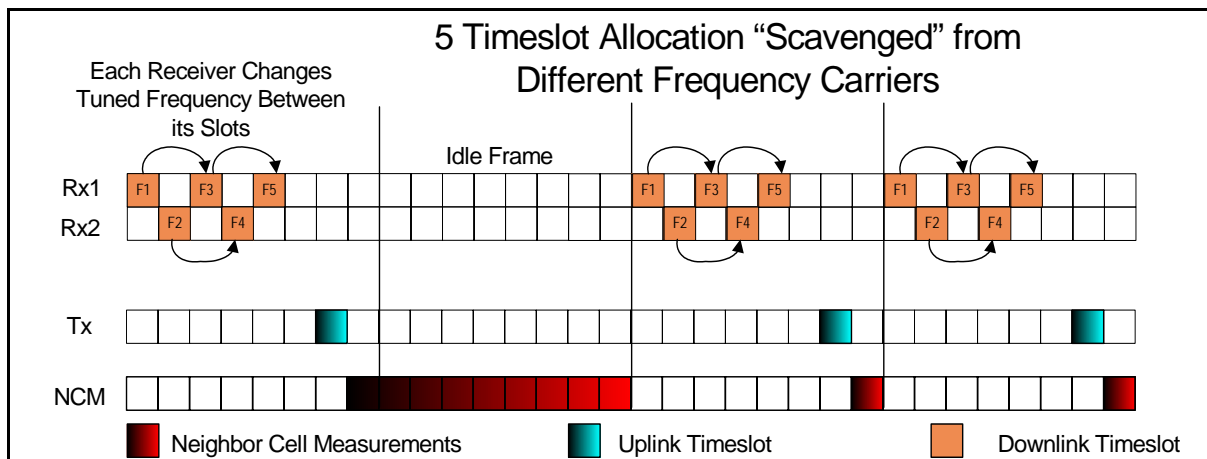 5 Timeslot Allocation “Scavenged” from
Different Frequency Carriers
Each Receiver Changes
Tuned Frequency Between
its Slots
Idle Frame
Rx1
F1 F3 F5 F1 F3 F5 F1 F3 F5
Rx2
F2 F4 F2 F4 F2 F4
Tx
NCM
Neighbor Cell Measurements
Uplink Timeslot
Downlink Timeslot